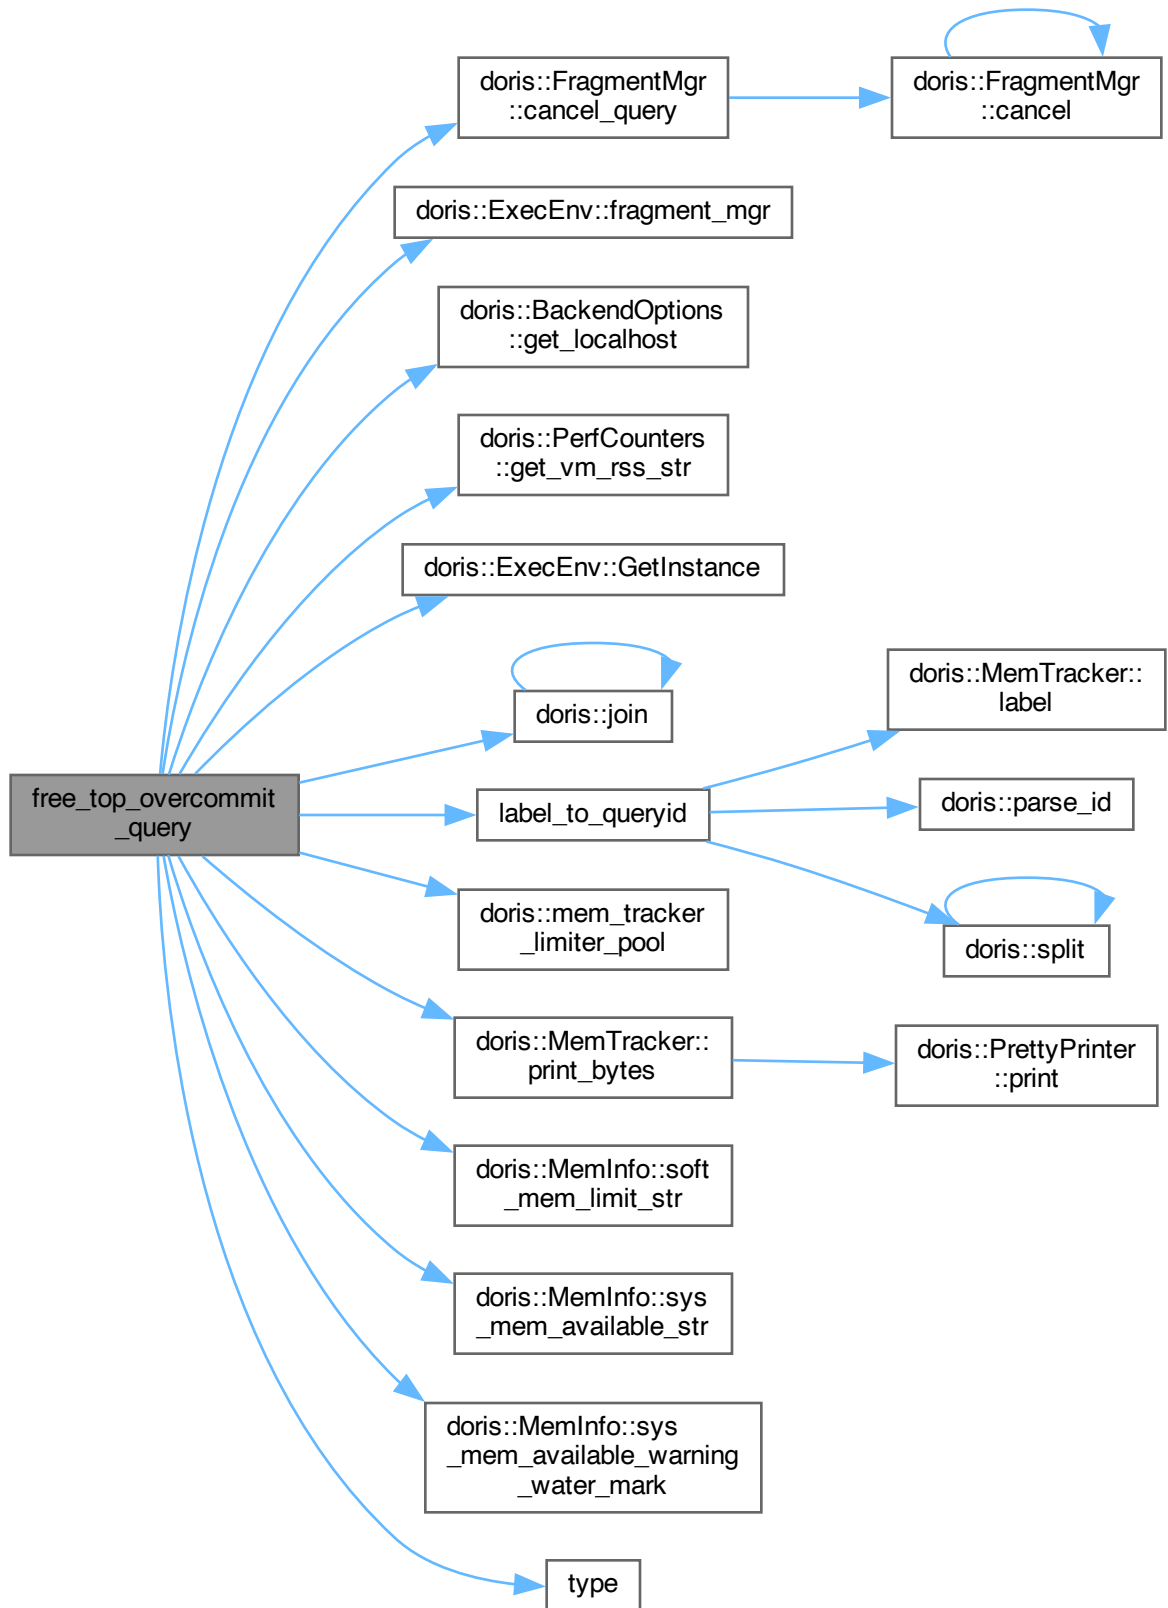 doris::FragmentMgr
::cancel_query
doris::FragmentMgr
::cancel
doris::ExecEnv::fragment_mgr
doris::BackendOptions
::get_localhost
doris::PerfCounters
::get_vm_rss_str
doris::ExecEnv::GetInstance
doris::join
free_top_overcommit
_query
label_to_queryid
doris::MemTracker::
label
doris::parse_id
doris::split
doris::mem_tracker
_limiter_pool
doris::MemTracker::
print_bytes
doris::PrettyPrinter
::print
doris::MemInfo::soft
_mem_limit_str
doris::MemInfo::sys
_mem_available_str
doris::MemInfo::sys
_mem_available_warning
_water_mark
type